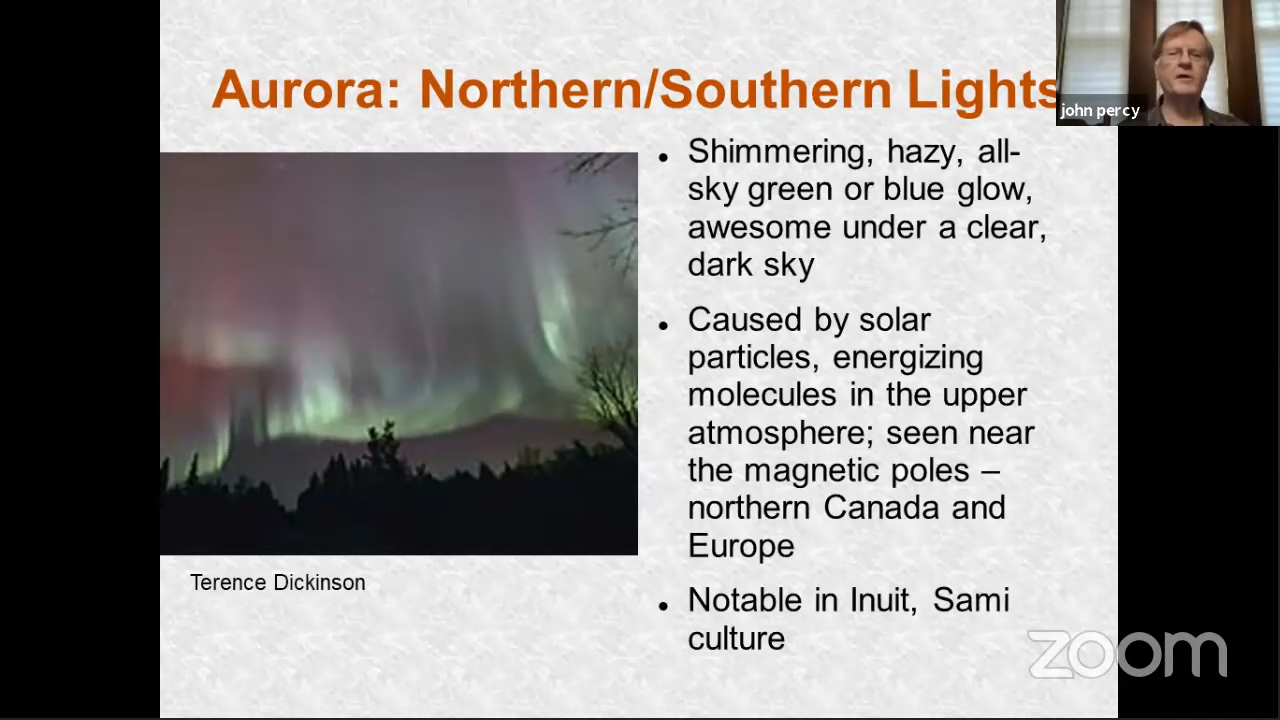 Aurora: Northern/Southern Lights
john percy
Shimmering, hazy, all-
sky green or blue glow,
awesome under a clear,
dark sky
Caused by solar
particles, energizing
molecules in the upper
atmosphere; seen near
the magnetic poles –
northern Canada and
Europe
Notable in Inuit, Sami
culture
Terence Dickinson
zoom